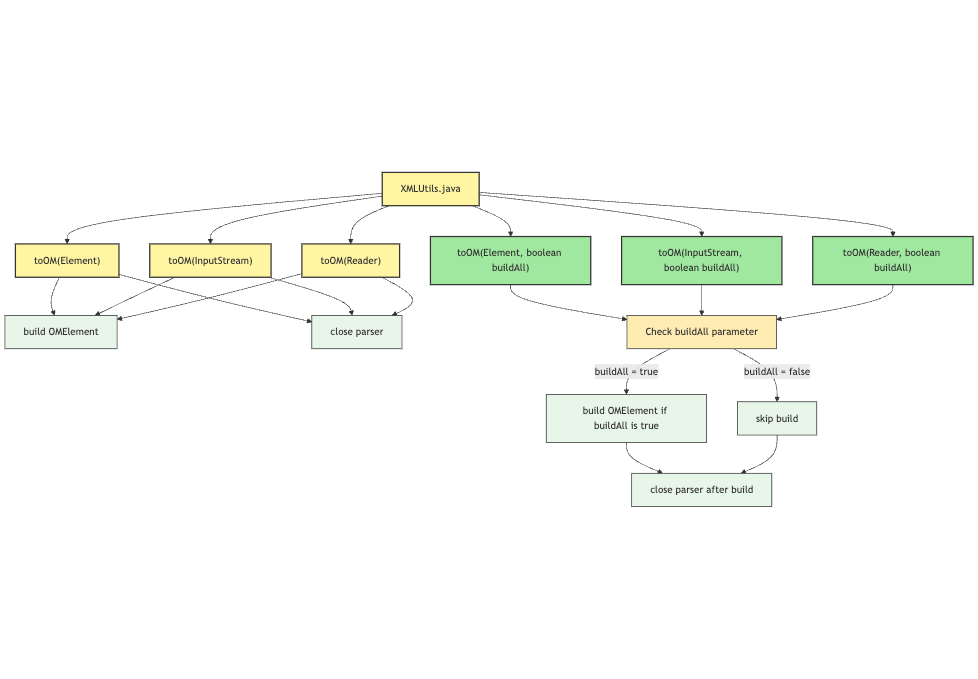 XMLUtils.java
toOM(Element)
toOM(InputStream)
toOM(Reader)
toOM(Element, boolean
buildAll)
toOM(InputStream,
boolean buildAll)
toOM(Reader, boolean
buildAll)
build OMElement
close parser
Check buildAll parameter
buildAll = true
buildAll = false
build OMElement if
buildAll is true
skip build
close parser after build